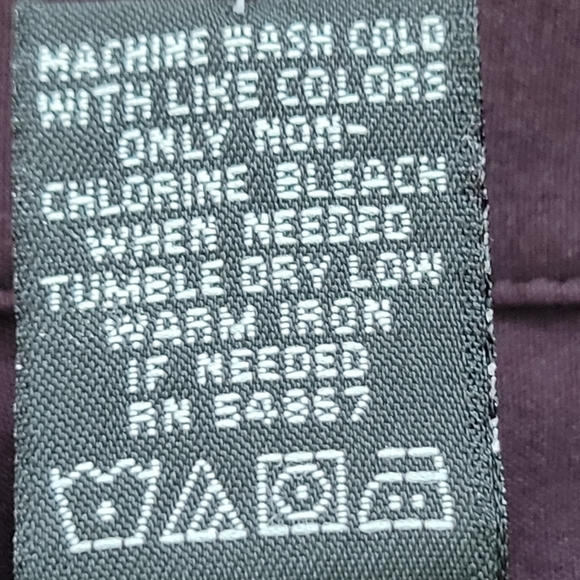 MACHINE WASH COLD
WITH LIKE COLORS
ONLY NON-
CHLORINE BLEACH
WHEN NEEDED
TUMBLE DRY LOW
WARM IRON
IF NEEDED
RN 54867